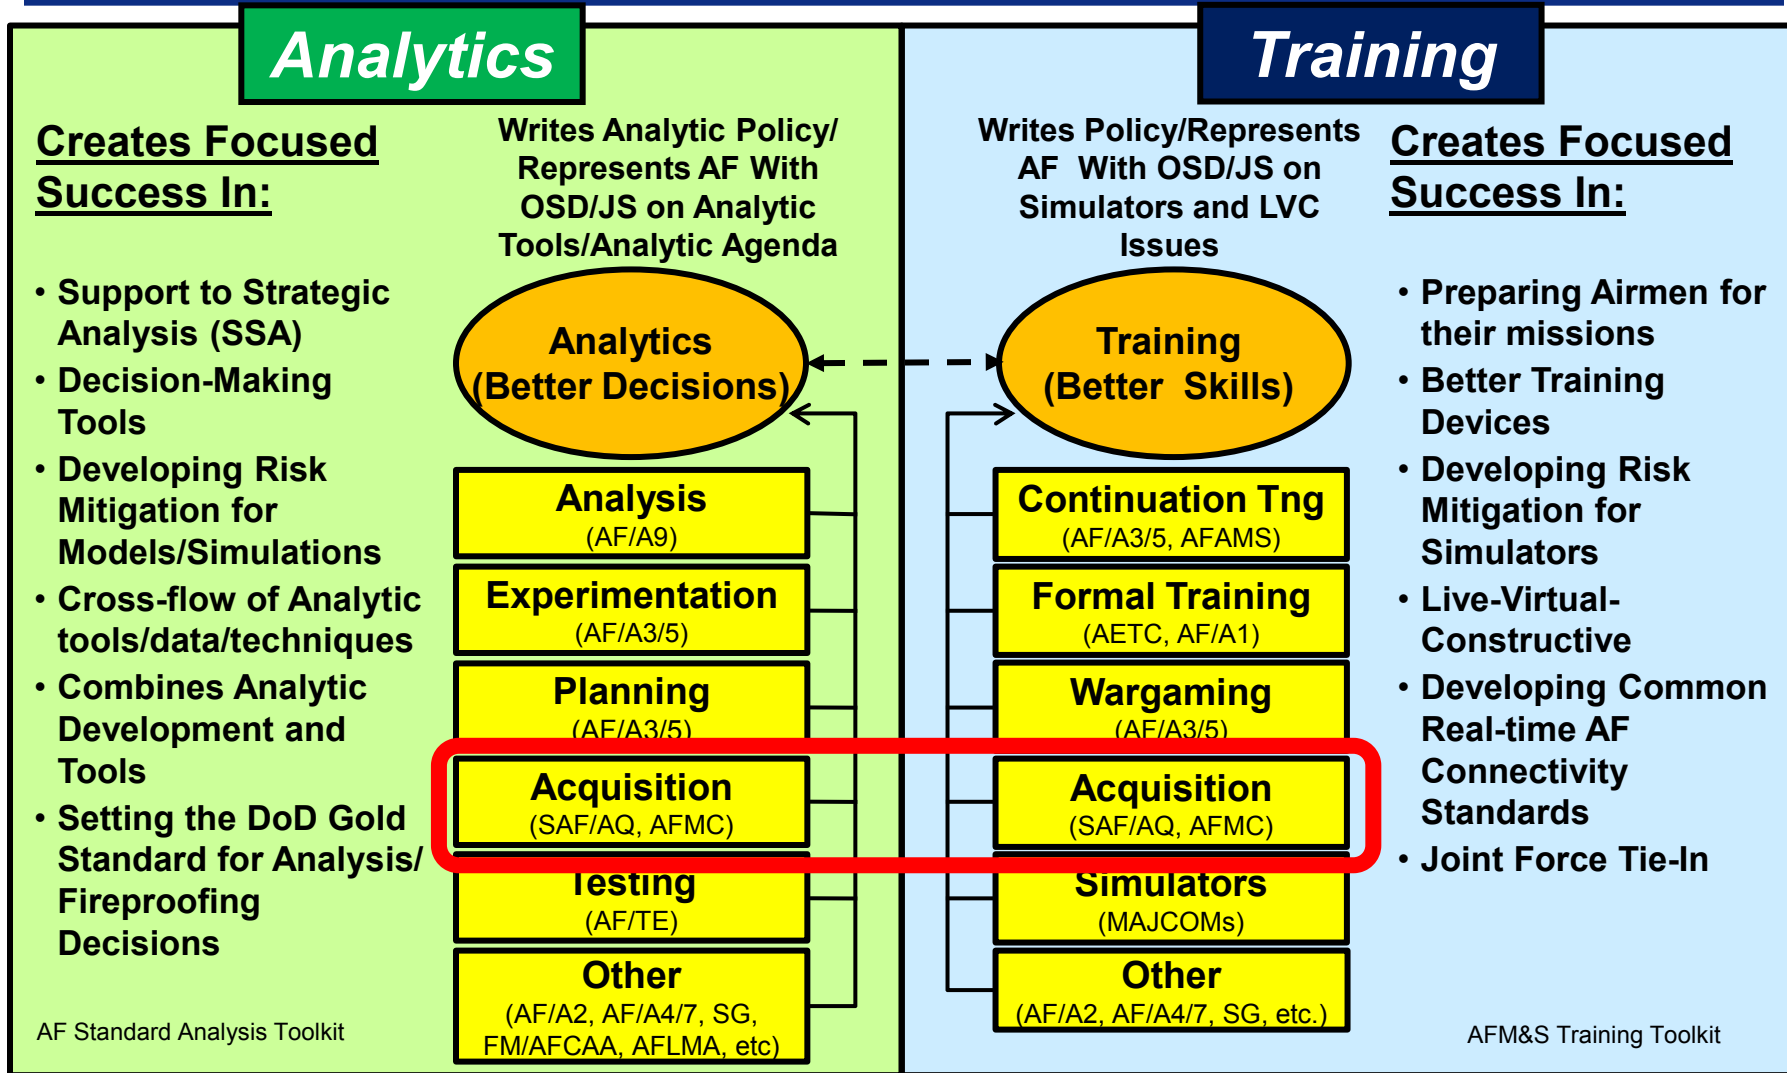 Analytics
Creates Focused
Success In:
Writes Analytic Policy/
Represents AF With
OSD/JS on Analytic
Tools/Analytic Agenda
• Support to Strategic
Analysis (SSA)
• Decision-Making
Tools
• Developing Risk
Mitigation for
Models/Simulations
• Cross-flow of Analytic
tools/data/techniques
• Combines Analytic
Development and
Tools
• Setting the DoD Gold
Standard for Analysis/
Fireproofing
Decisions
AF Standard Analysis Toolkit
Analytics
(Better Decisions)
Analysis
(AF/A9)
Experimentation
(AF/A3/5)
Planning
(AF/A3/5)
Acquisition
(SAF/AQ, AFMC)
Testing
(AF/TE)
Other
(AF/A2, AF/A4/7, SG,
FM/AFCAA, AFLMA, etc)
Training
Writes Policy/Represents
AF With OSD/JS on
Simulators and LVC
Issues
Training
(Better Skills)
Continuation Tng
(AF/A3/5, AFAMS)
Formal Training
(AETC, AF/A1)
Wargaming
(AF/A3/5)
Acquisition
(SAF/AQ, AFMC)
Simulators
(MAJCOMs)
Other
(AF/A2, AF/A4/7, SG, etc.)
Creates Focused
Success In:
• Preparing Airmen for
their missions
• Better Training
Devices
• Developing Risk
Mitigation for
Simulators
• Live-Virtual-
Constructive
• Developing Common
Real-time AF
Connectivity
Standards
• Joint Force Tie-In
AFM&S Training Toolkit